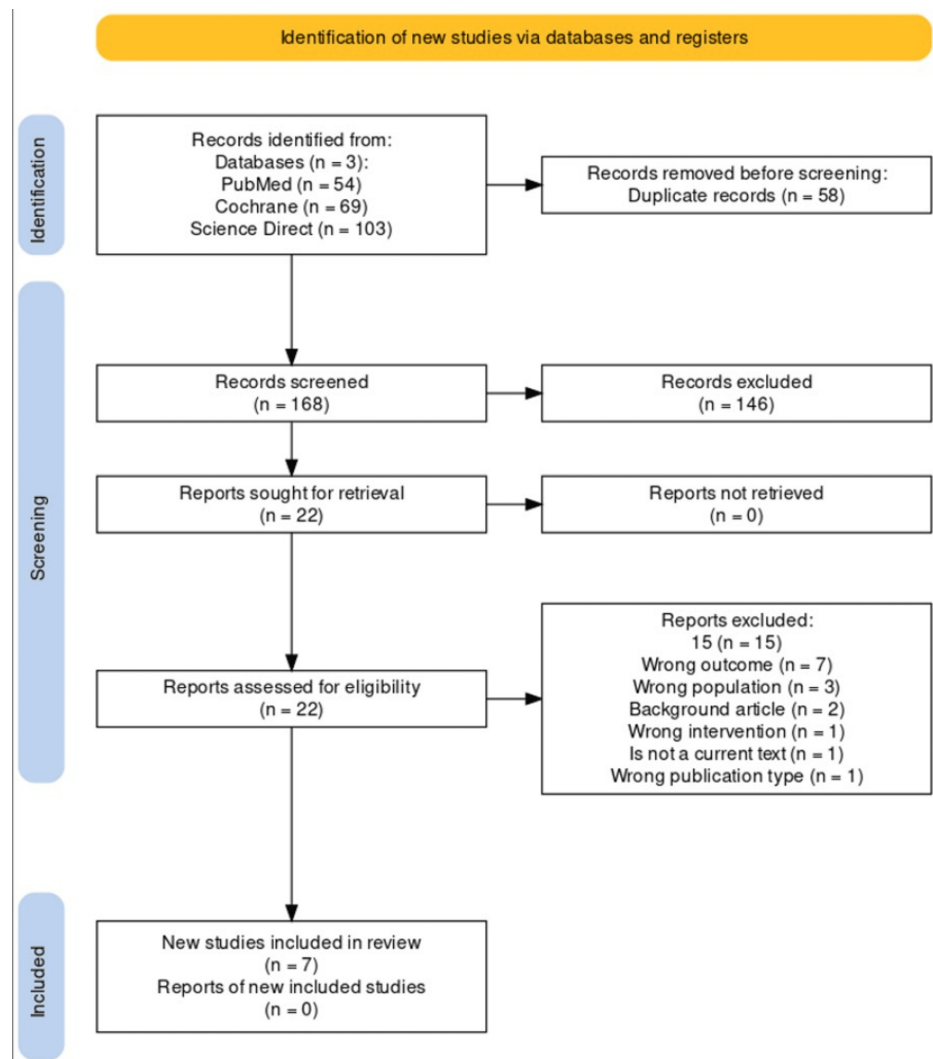 Identification of new studies via databases and registers
Identification
Records identified from:
Databases (n = 3):
PubMed (n = 54)
Cochrane (n = 69)
Science Direct (n = 103)
Records removed before screening:
Duplicate records (n = 58)
Screening
Records screened
(n = 168)
Records excluded
(n = 146)
Reports sought for retrieval
(n = 22)
Reports not retrieved
(n = 0)
Reports assessed for eligibility
(n = 22)
Reports excluded:
15 (n = 15)
Wrong outcome (n = 7)
Wrong population (n = 3)
Background article (n = 2)
Wrong intervention (n = 1)
Is not a current text (n = 1)
Wrong publication type (n = 1)
Included
New studies included in review
(n = 7)
Reports of new included studies
(n = 0)